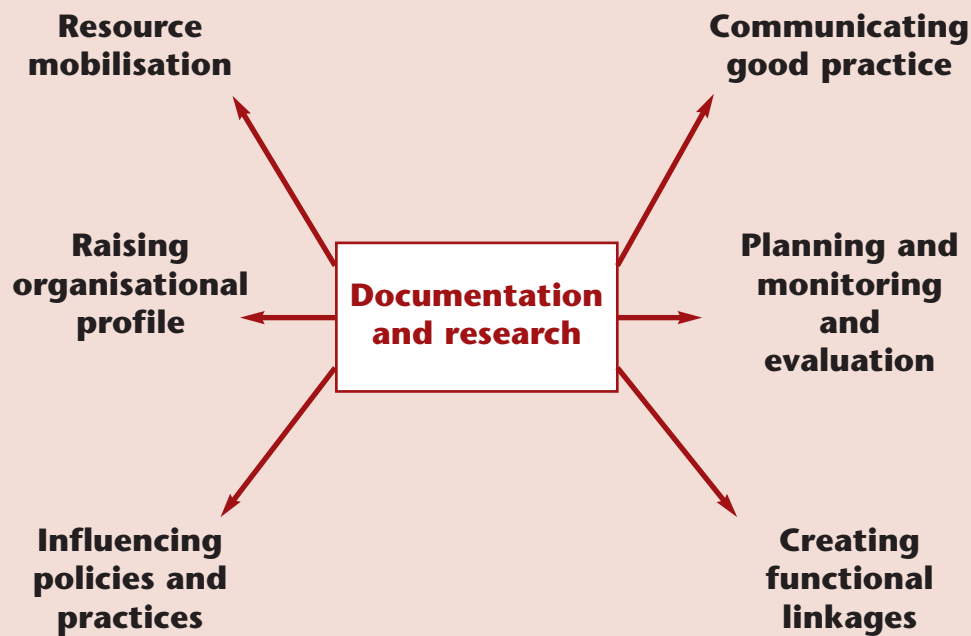 Resource
mobilisation
Communicating
good practice
Raising
organisational
profile
Documentation
and research
Planning and
monitoring
and
evaluation
Influencing
policies and
practices
Creating
functional
linkages